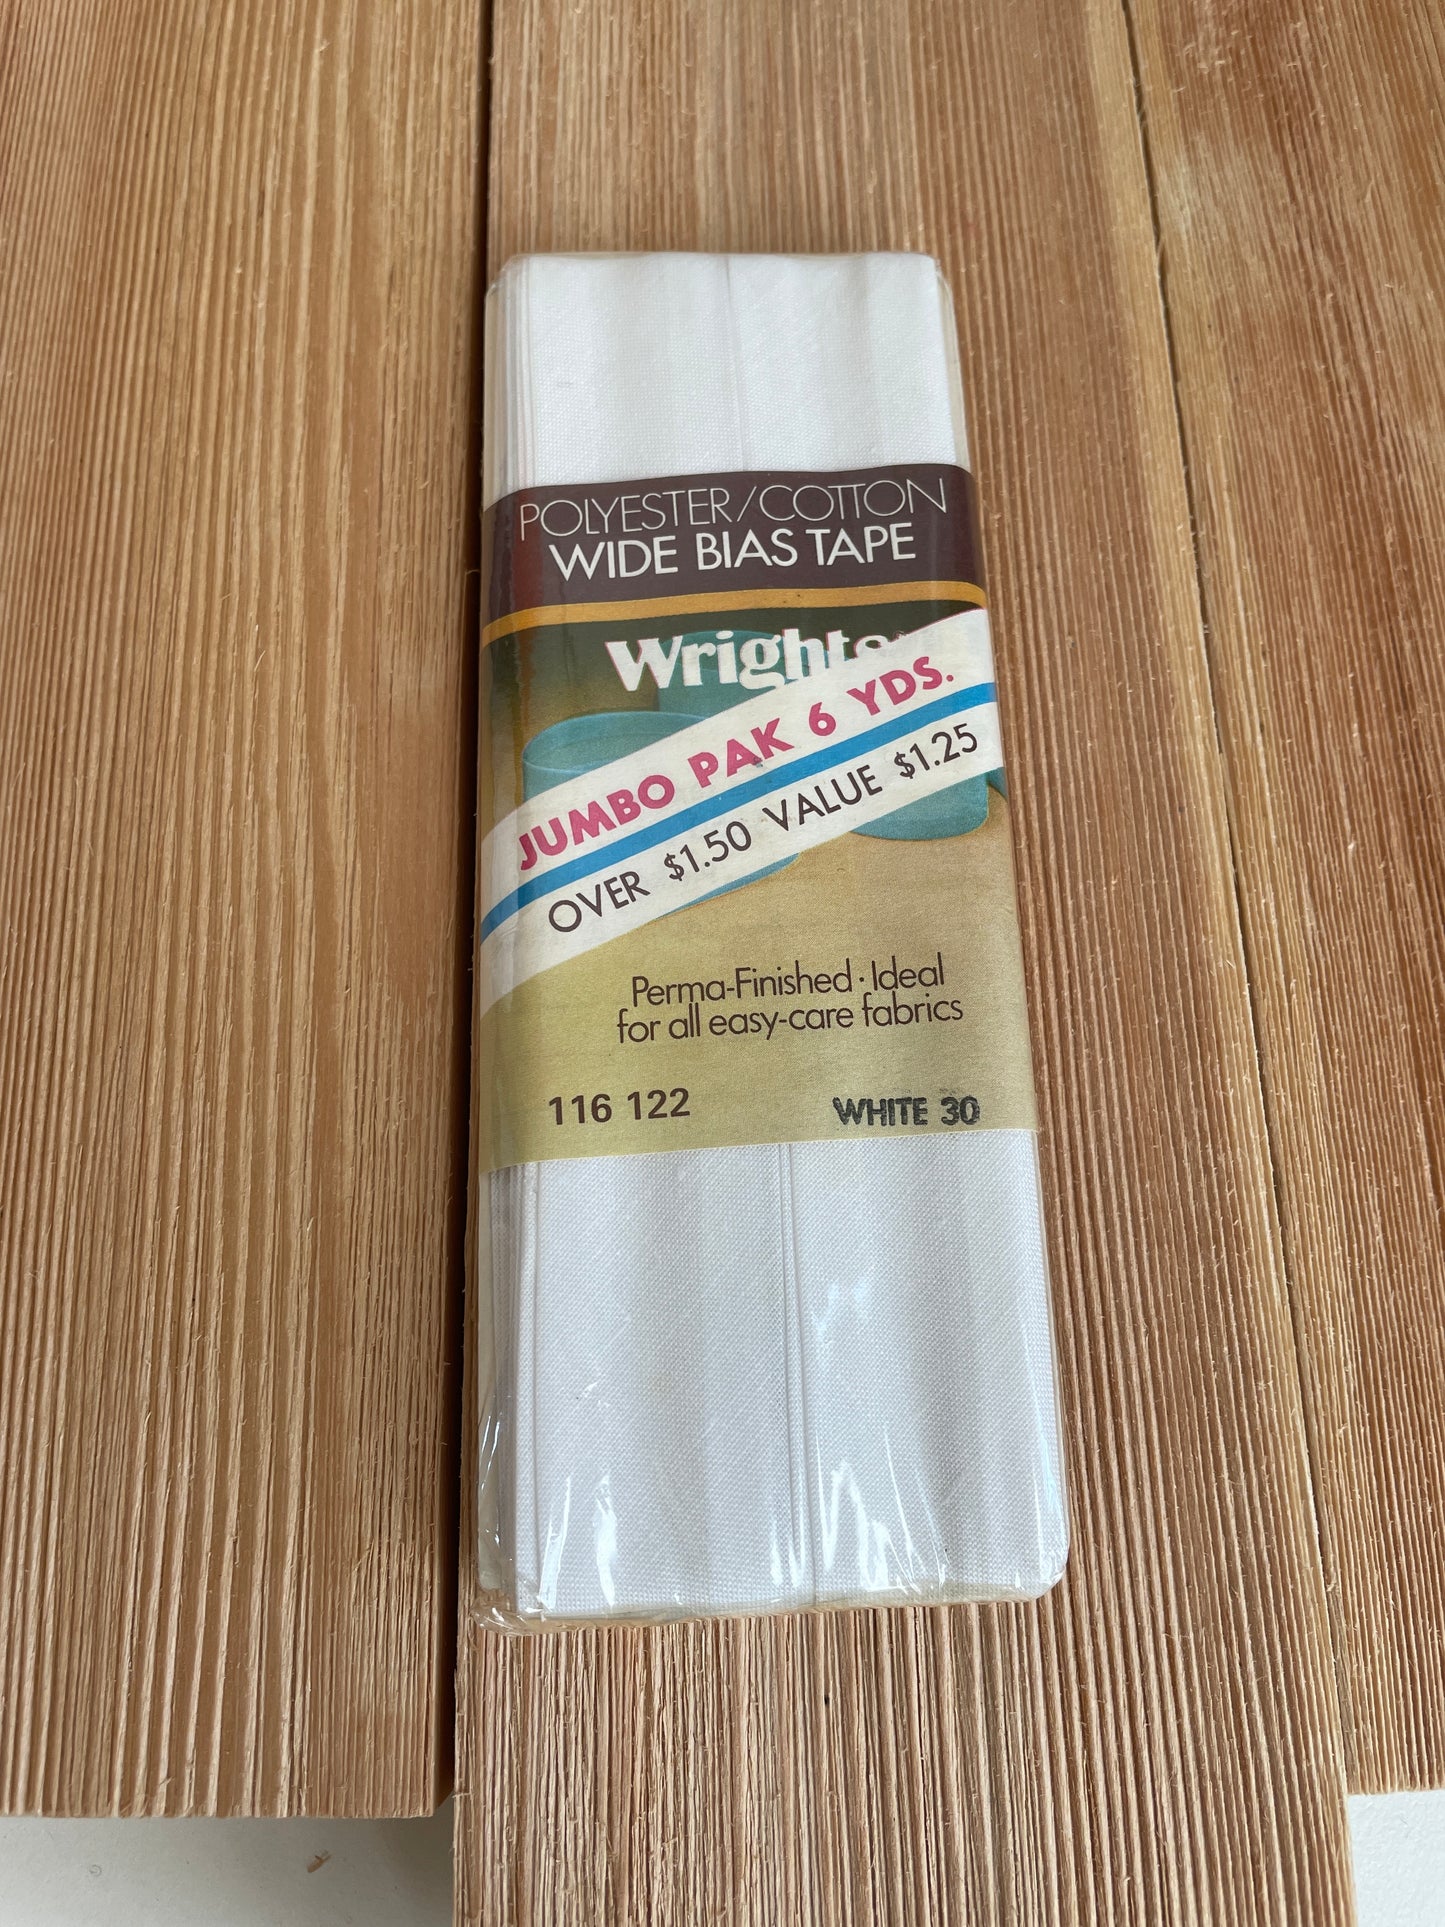 POLYESTER/COTTON
WIDE BIAS TAPE
Wrights
JUMBO PAK 6 YDS.
OVER $1.50 VALUE $1.25
Perma-Finished · Ideal
for all easy-care fabrics
116 122 WHITE 30